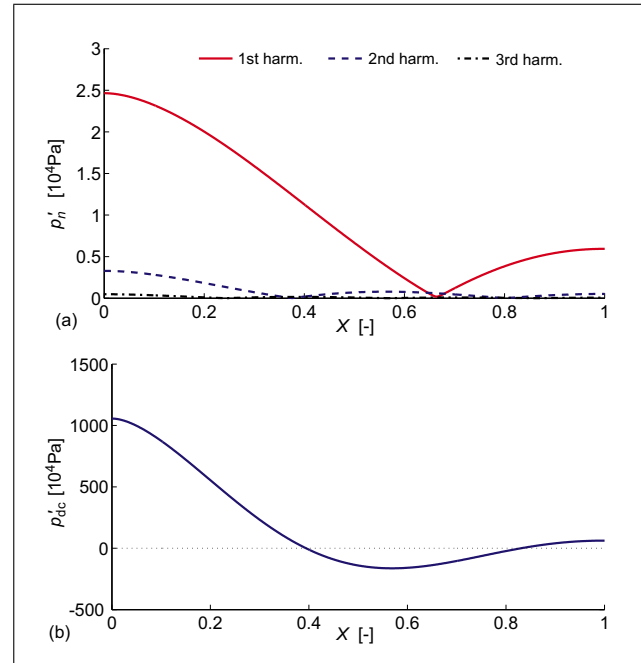 3
1st harm. 2nd harm. 3rd harm.
2.5
2
1.5
1
0.5
0
p′n [10⁴Pa]
0 0.2 0.4 0.6 0.8 1
(a)
X [-]
1500
1000
500
0
-500
p′dc [10⁴Pa]
0 0.2 0.4 0.6 0.8 1
(b)
X [-]